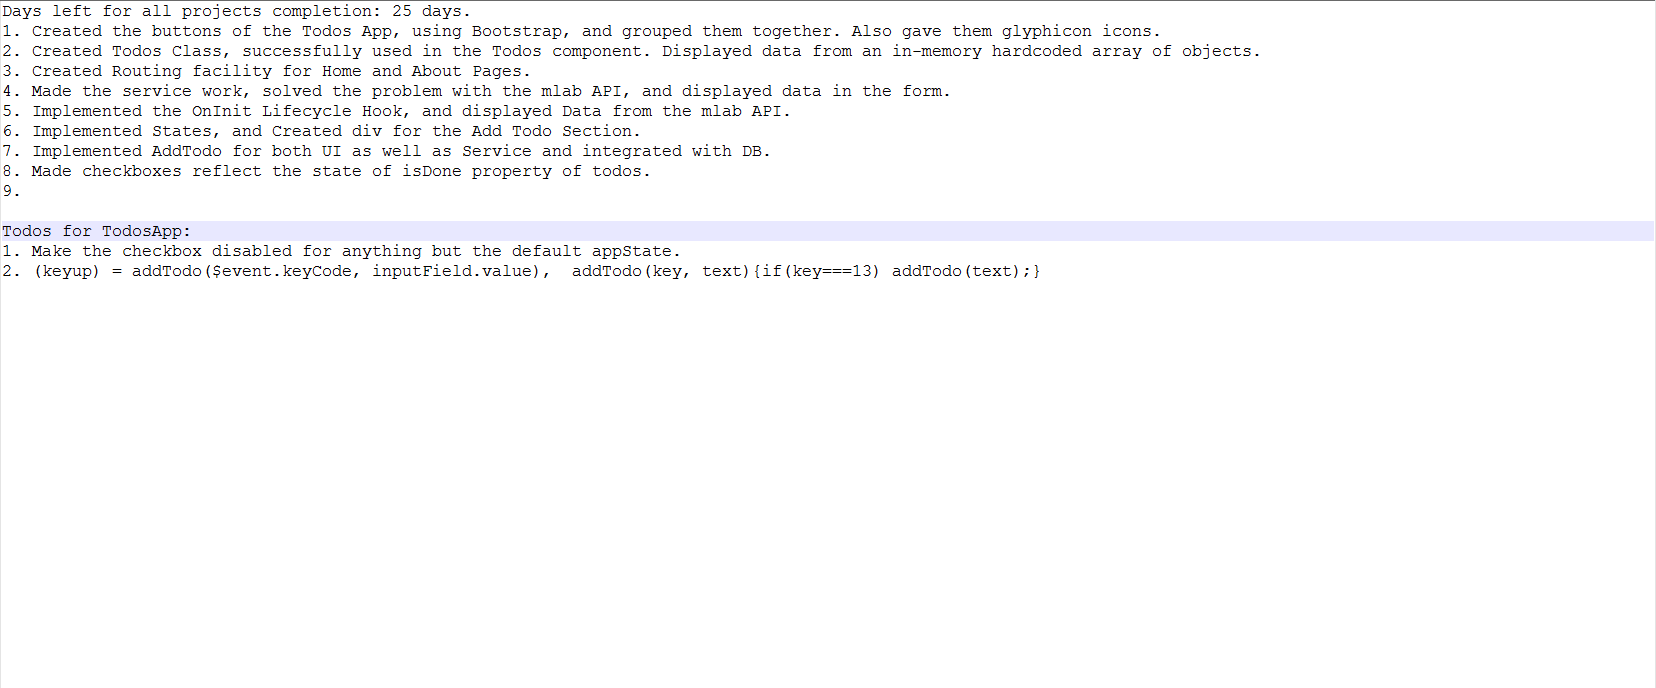 Days left for all projects completion: 25 days.
1. Created the buttons of the Todos App, using Bootstrap, and grouped them together. Also gave them glyphicon icons.
2. Created Todos Class, successfully used in the Todos component. Displayed data from an in-memory hardcoded array of objects.
3. Created Routing facility for Home and About Pages.
4. Made the service work, solved the problem with the mlab API, and displayed data in the form.
5. Implemented the OnInit Lifecycle Hook, and displayed Data from the mlab API.
6. Implemented States, and Created div for the Add Todo Section.
7. Implemented AddTodo for both UI as well as Service and integrated with DB.
8. Made checkboxes reflect the state of isDone property of todos.
9.
Todos for TodosApp:
1. Make the checkbox disabled for anything but the default appState.
2. (keyup) = addTodo($event.keyCode, inputField.value),  addTodo(key, text){if(key===13) addTodo(text);}